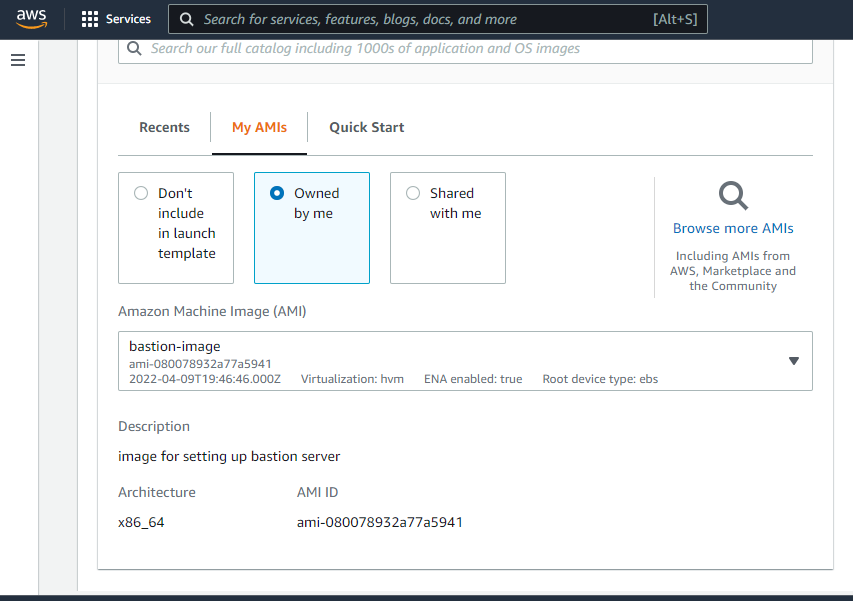 aws
Services
Search for services, features, blogs, docs, and more
[Alt+S]
Search our full catalog including 1000s of application and OS images
Recents
My AMIs
Quick Start
Don't
include
in launch
template
Owned
by me
Shared
with me
Browse more AMIs
Including AMIs from
AWS, Marketplace and
the Community
Amazon Machine Image (AMI)
bastion-image
ami-080078932a77a5941
2022-04-09T19:46:46.000Z Virtualization: hvm ENA enabled: true Root device type: ebs
Description
image for setting up bastion server
Architecture
AMI ID
x86_64
ami-080078932a77a5941